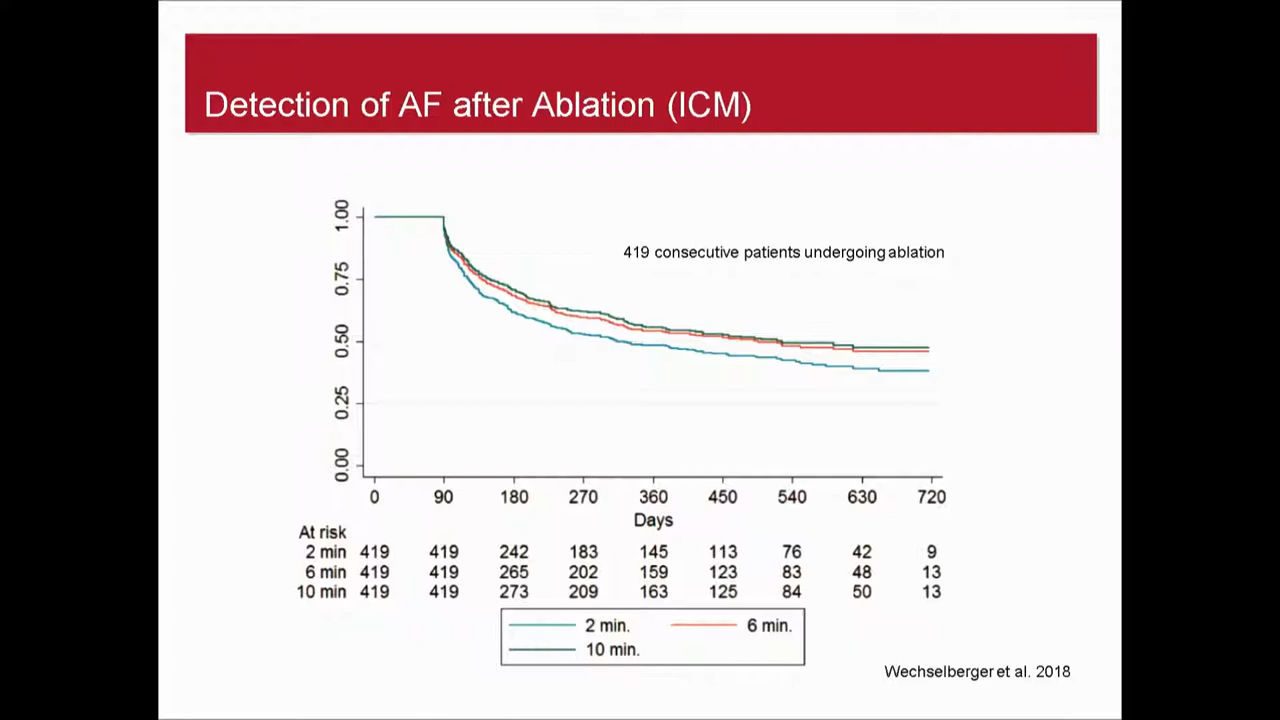 Detection of AF after Ablation (ICM)
419 consecutive patients undergoing ablation
1.00
0.75
0.50
0.25
0.00
0 90 180 270 360 450 540 630 720
Days
At risk
2 min 419 419 242 183 145 113 76 42 9
6 min 419 419 265 202 159 123 83 48 13
10 min 419 419 273 209 163 125 84 50 13
2 min. 6 min.
10 min.
Wechselberger et al. 2018